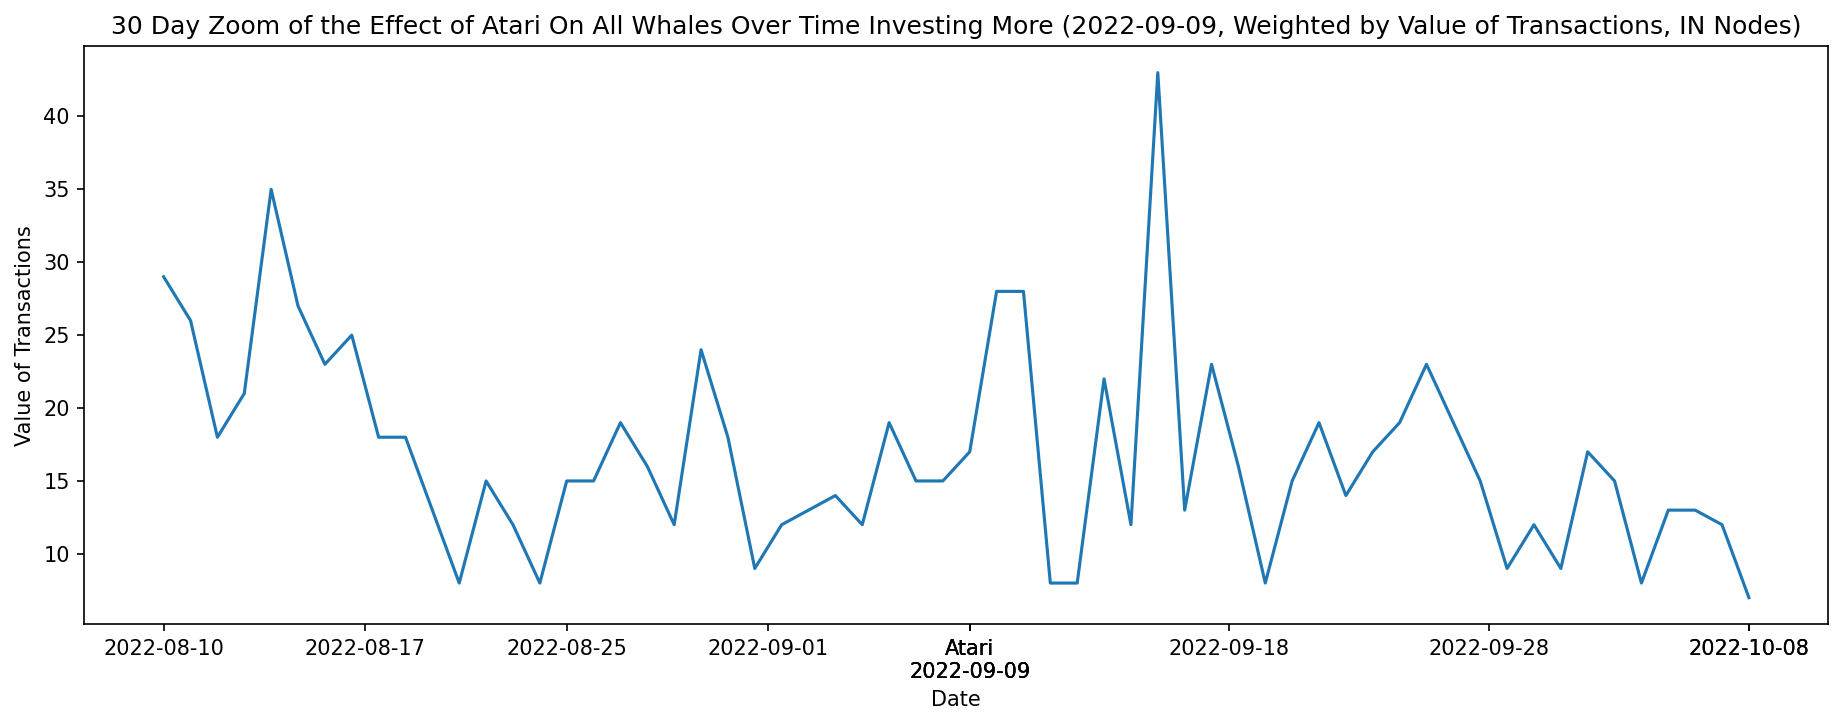 30 Day Zoom of the Effect of Atari On All Whales Over Time Investing More (2022-09-09, Weighted by Value of Transactions, IN Nodes)
Value of Transactions
40
35
30
25
20
15
10
2022-08-10 2022-08-17 2022-08-25 2022-09-01 Atari 2022-09-18 2022-09-28 2022-10-08
2022-09-09
Date